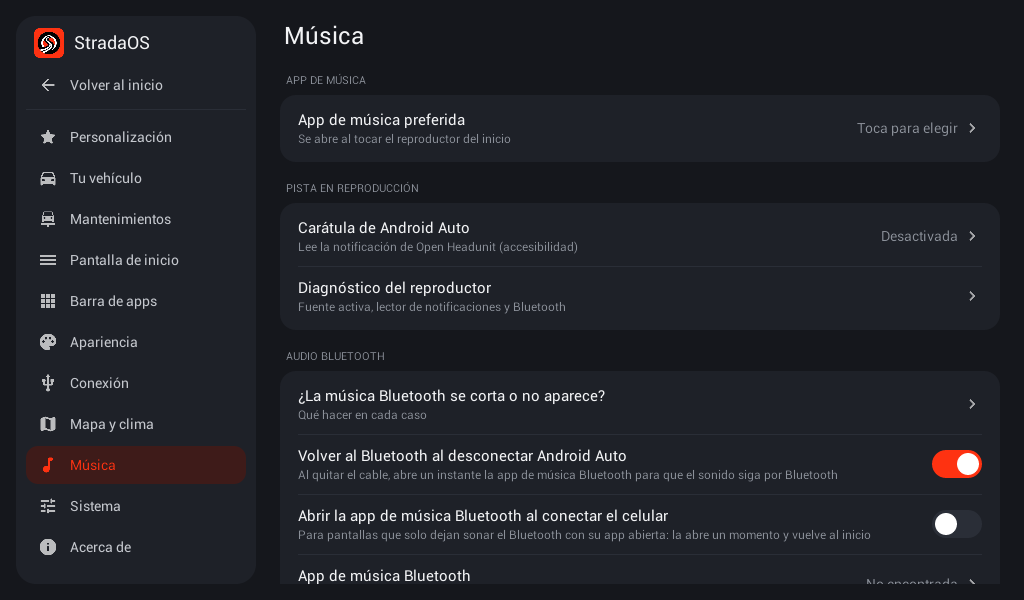 StradaOS
Volver al inicio
Personalización
Tu vehículo
Mantenimientos
Pantalla de inicio
Barra de apps
Apariencia
Conexión
Mapa y clima
Música
Sistema
Acerca de
Música
APP DE MÚSICA
App de música preferida
Se abre al tocar el reproductor del inicio
Toca para elegir
PISTA EN REPRODUCCIÓN
Carátula de Android Auto
Lee la notificación de Open Headunit (accesibilidad)
Desactivada
Diagnóstico del reproductor
Fuente activa, lector de notificaciones y Bluetooth
AUDIO BLUETOOTH
¿La música Bluetooth se corta o no aparece?
Qué hacer en cada caso
Volver al Bluetooth al desconectar Android Auto
Al quitar el cable, abre un instante la app de música Bluetooth para que el sonido siga por Bluetooth
Abrir la app de música Bluetooth al conectar el celular
Para pantallas que solo dejan sonar el Bluetooth con su app abierta: la abre un momento y vuelve al inicio
App de música Bluetooth
No encontrada